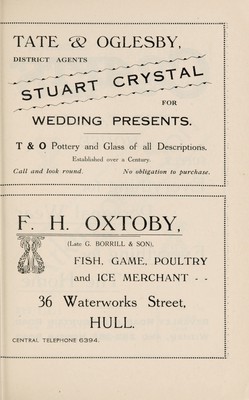 TATE & OGLESBY,
DISTRICT AGENTS
STUART CRYSTAL
FOR
WEDDING PRESENTS.
T & O Pottery and Glass of all Descriptions.
Established over a Century.
Call and look round. No obligation to purchase.
F. H. OXTOBY,
(Late G. BORRILL & SON),
FISH, GAME, POULTRY
and ICE MERCHANT - -
36 Waterworks Street,
HULL.
CENTRAL TELEPHONE 6394.